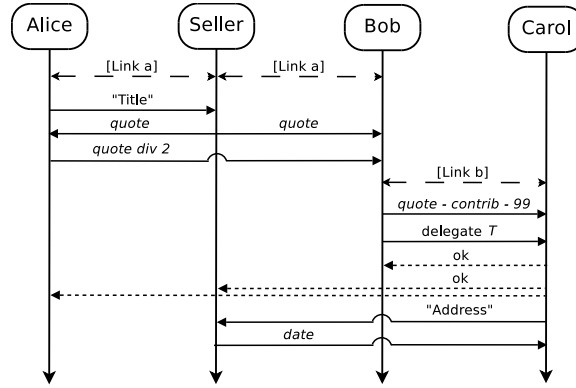 Alice Seller Bob Carol
[Link a] [Link a]
"Title"
quote quote
quote div 2
[Link b]
quote - contrib - 99
delegate T
ok
ok
"Address"
date